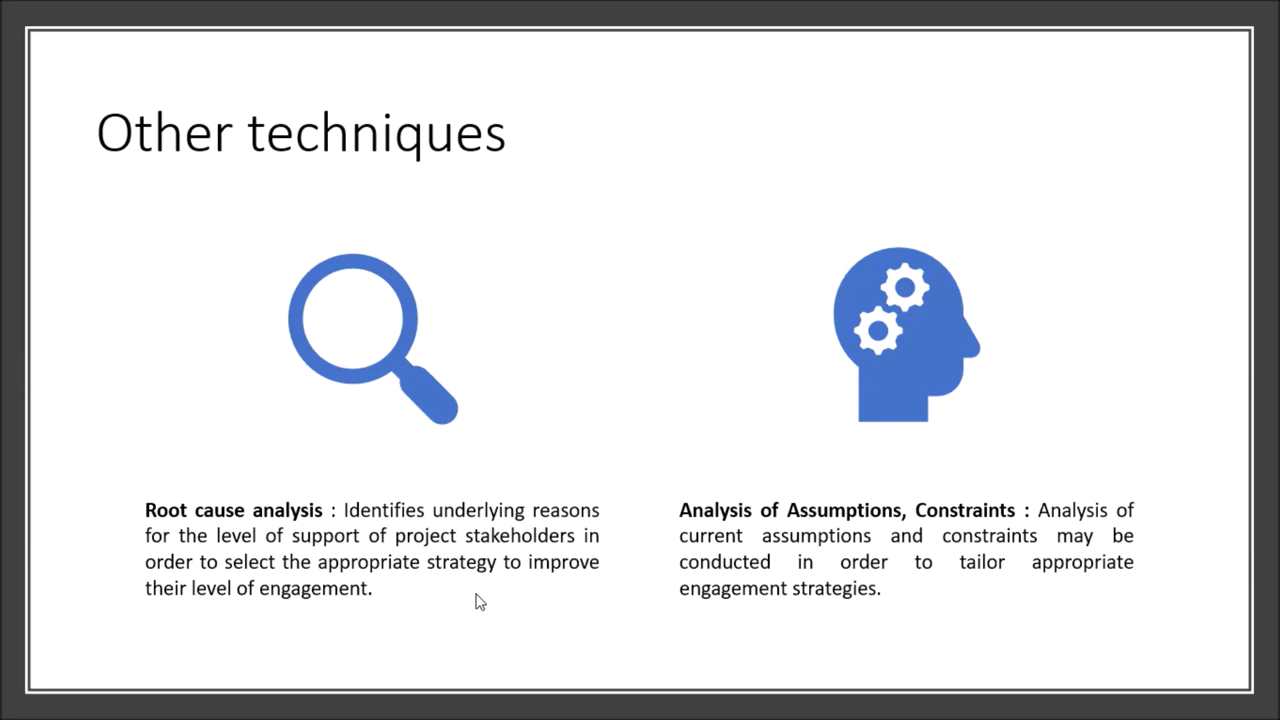 Other techniques
Root cause analysis : Identifies underlying reasons
for the level of support of project stakeholders in
order to select the appropriate strategy to improve
their level of engagement.
Analysis of Assumptions, Constraints : Analysis of
current assumptions and constraints may be
conducted in order to tailor appropriate
engagement strategies.